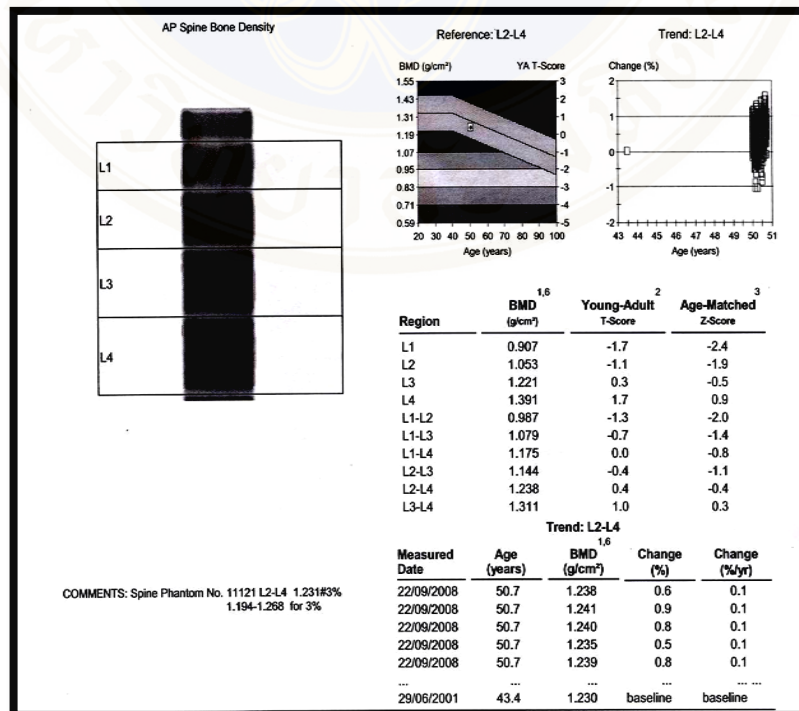 AP Spine Bone Density
L1
L2
L3
L4
COMMENTS: Spine Phantom No. 11121 L2-L4 1.231#3%
1.194-1.268 for 3%
Reference: L2-L4
BMD (g/cm²) YA T-Score
1.55 3
1.43 2
1.31 1
1.19 0
1.07 -1
0.95 -2
0.83 -3
0.71 -4
0.59 -5
20 30 40 50 60 70 80 90 100
Age (years)
Trend: L2-L4
Change (%)
2
1
0
-1
-2
43 44 45 46 47 48 49 50 51
Age (years)
1,6 2 3
BMD Young-Adult Age-Matched
Region (g/cm²) T-Score Z-Score
L1 0.907 -1.7 -2.4
L2 1.053 -1.1 -1.9
L3 1.221 0.3 -0.5
L4 1.391 1.7 0.9
L1-L2 0.987 -1.3 -2.0
L1-L3 1.079 -0.7 -1.4
L1-L4 1.175 0.0 -0.8
L2-L3 1.144 -0.4 -1.1
L2-L4 1.238 0.4 -0.4
L3-L4 1.311 1.0 0.3
Trend: L2-L4
1,6
Measured Age BMD Change Change
Date (years) (g/cm²) (%) (%/yr)
22/09/2008 50.7 1.238 0.6 0.1
22/09/2008 50.7 1.241 0.9 0.1
22/09/2008 50.7 1.240 0.8 0.1
22/09/2008 50.7 1.235 0.5 0.1
22/09/2008 50.7 1.239 0.8 0.1
... ... ... ... ... ...
29/06/2001 43.4 1.230 baseline baseline